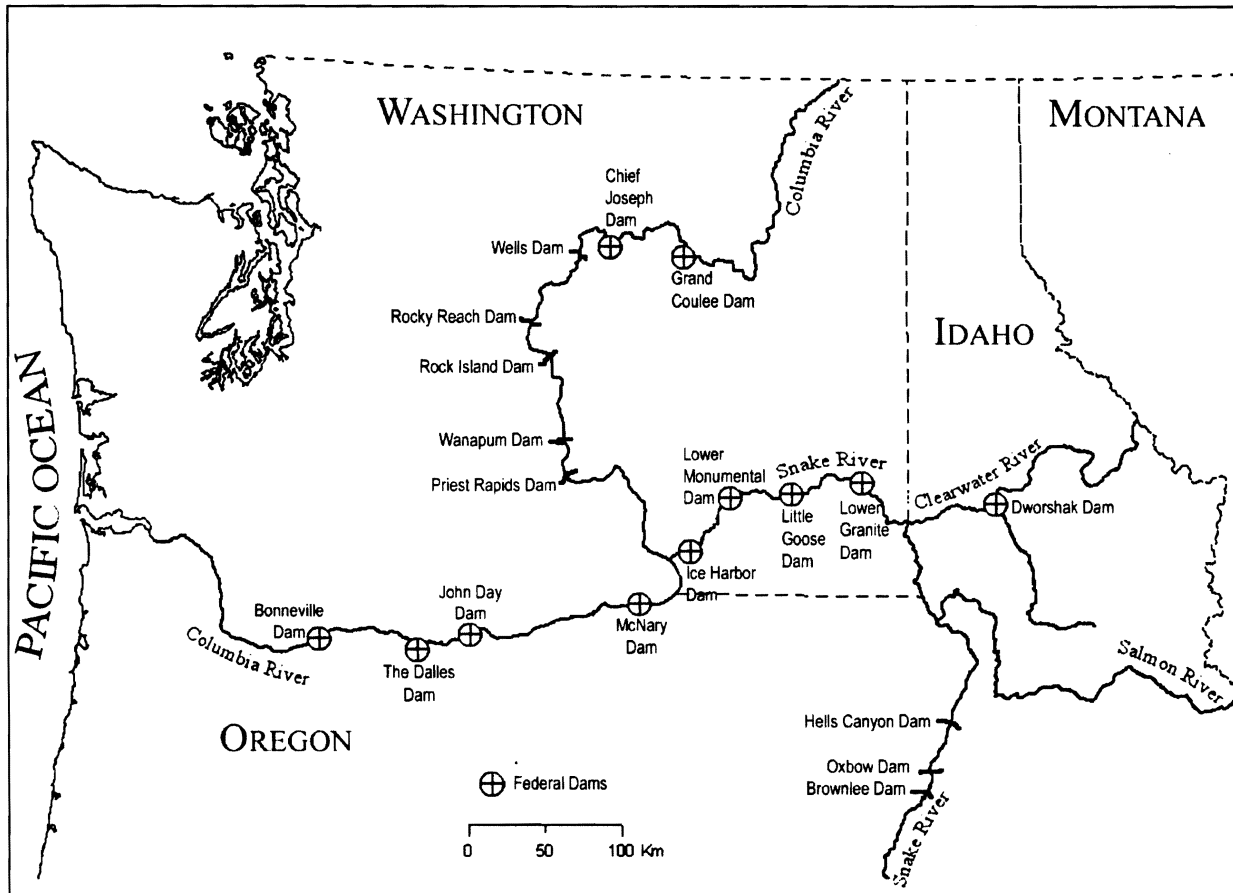 WASHINGTON
MONTANA
Columbia River
Chief
Joseph
Dam
Wells Dam
Grand
Coulee Dam
Rocky Reach Dam
IDAHO
Rock Island Dam
PACIFIC OCEAN
Wanapum Dam
Lower
Monumental
Dam
Snake River
Priest Rapids Dam
Clearwater River
Little
Goose
Dam
Lower
Granite
Dam
Dworshak Dam
Ice Harbor
Dam
John Day
Dam
Bonneville
Dam
McNary
Dam
Columbia River
The Dalles
Dam
Salmon River
OREGON
Hells Canyon Dam
Oxbow Dam
Brownlee Dam
Federal Dams
Snake River
0 50 100 Km